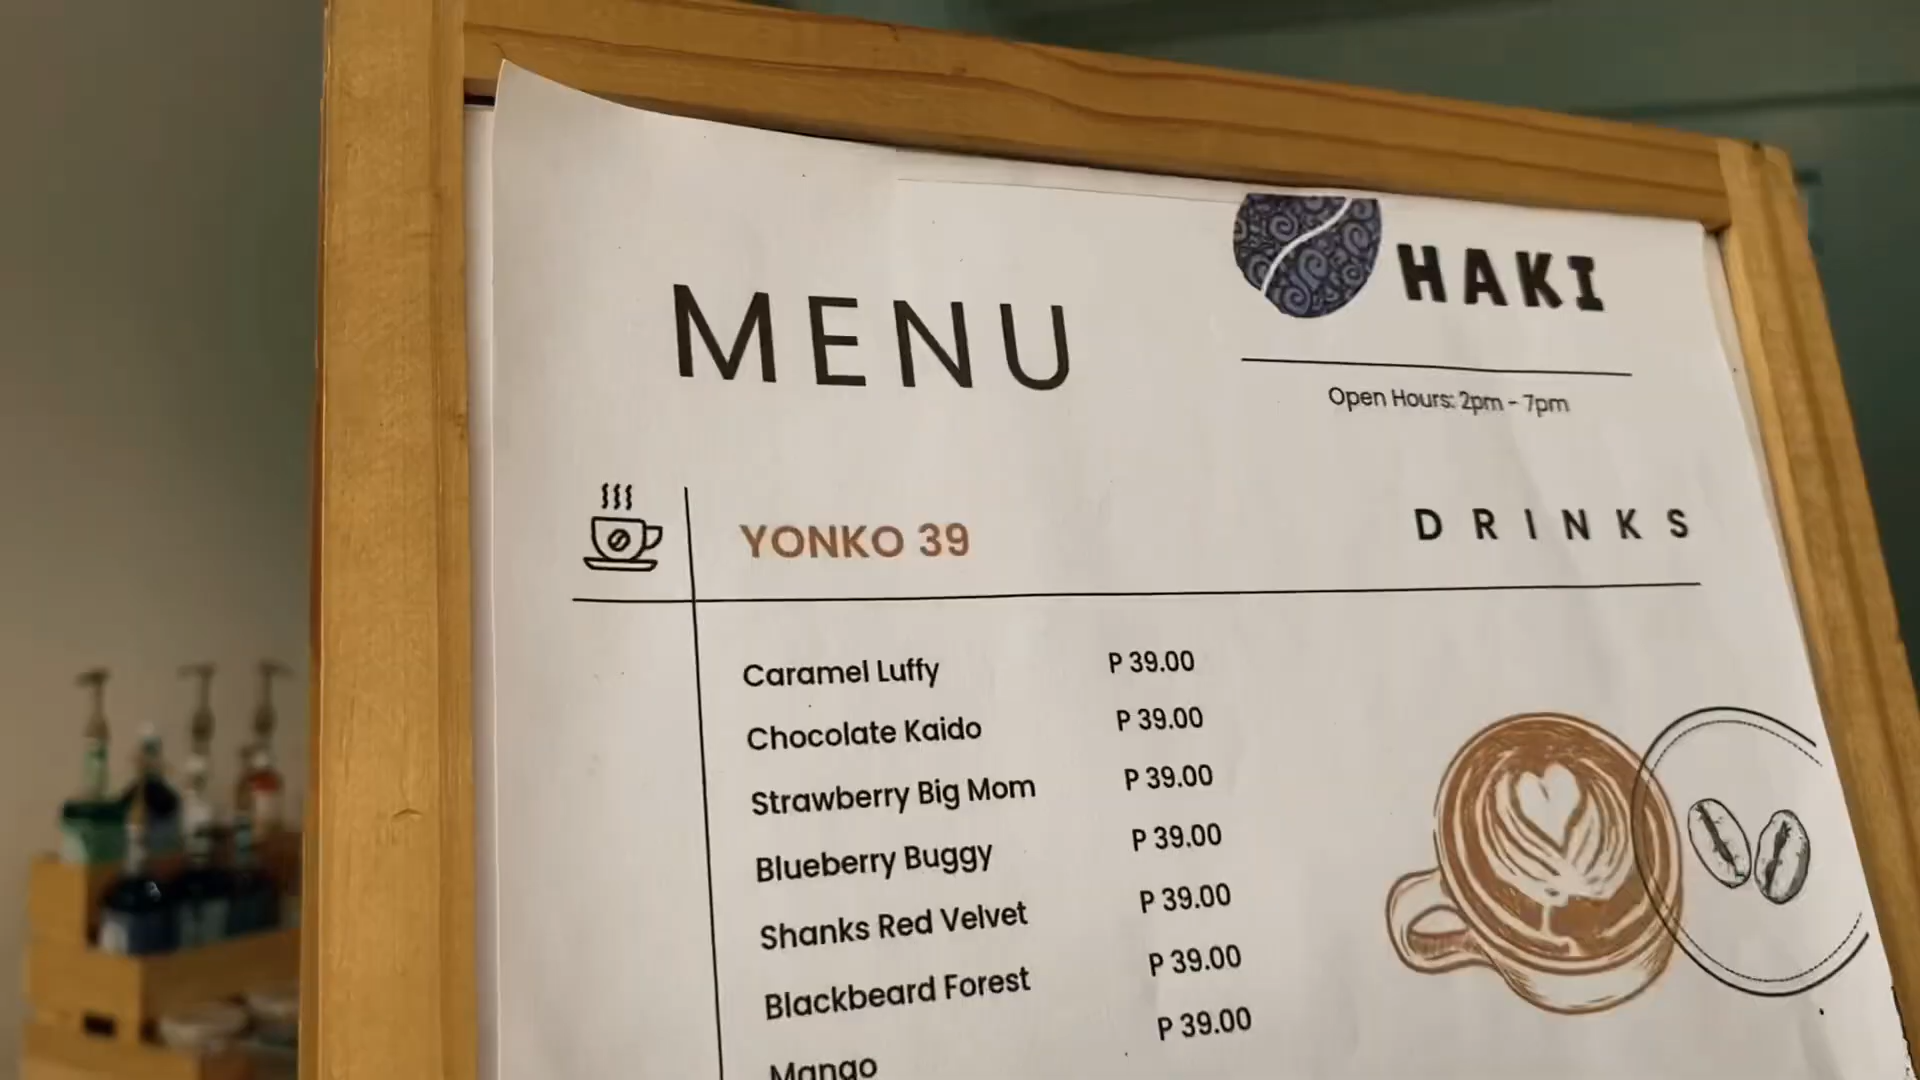 HAKI
MENU
Open Hours: 2pm - 7pm
YONKO 39
DRINKS
Caramel Luffy P 39.00
Chocolate Kaido P 39.00
Strawberry Big Mom P 39.00
Blueberry Buggy P 39.00
Shanks Red Velvet P 39.00
Blackbeard Forest P 39.00
Mango P 39.00